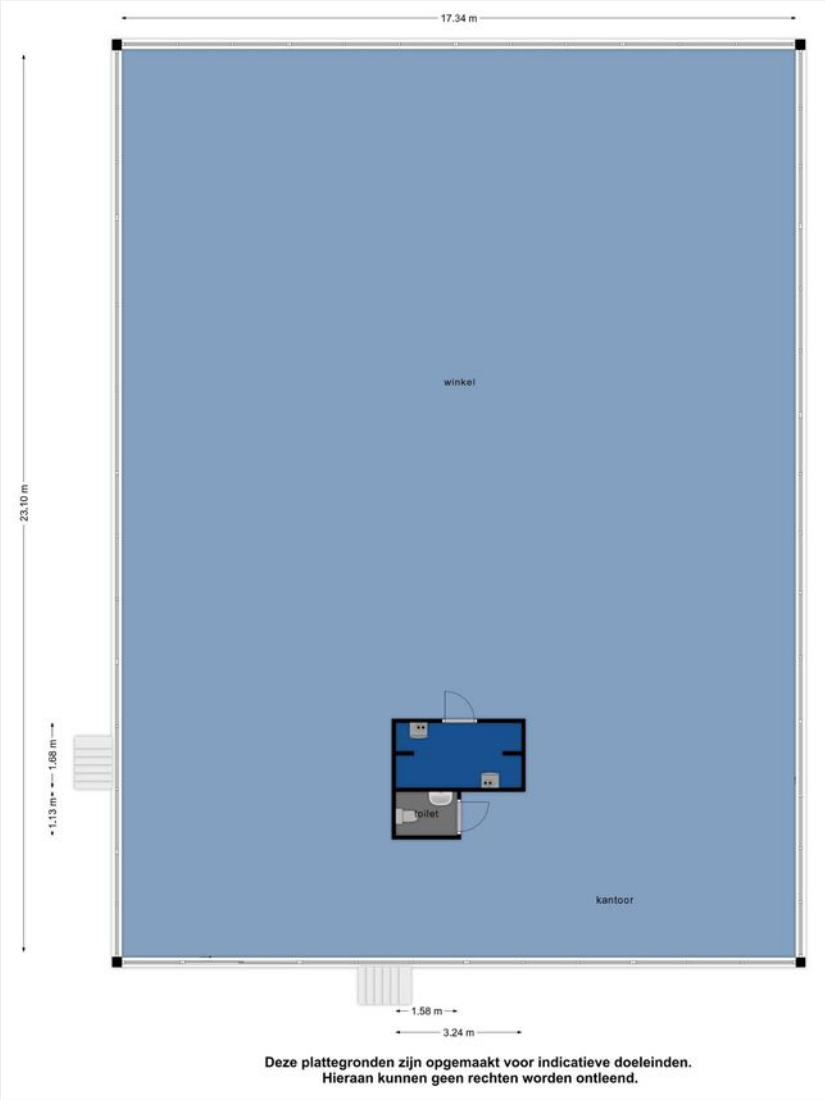 17.34 m
23.10 m
winkel
1.68 m
1.13 m
toilet
kantoor
1.58 m
3.24 m
Deze plattegronden zijn opgemaakt voor indicatieve doeleinden.
Hieraan kunnen geen rechten worden ontleend.